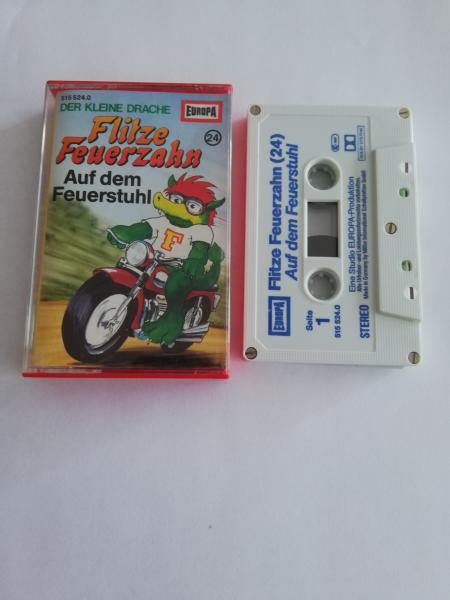 515 524.0
DER KLEINE DRACHE
EUROPA
Flitze
Feuerzahn
24
Auf dem
Feuerstuhl
F
Flitze Feuerzahn (24)
Auf dem Feuerstuhl
EUROPA
Seite
1
515 524.0
Eine Studio EUROPA-Produktion
STEREO